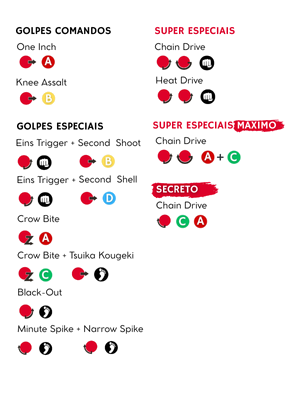 GOLPES COMANDOS
One Inch
A
Knee Assalt
B
GOLPES ESPECIAIS
Eins Trigger + Second Shoot
B
Eins Trigger + Second Shell
D
Crow Bite
A
Crow Bite + Tsuika Kougeki
C
Black-Out
Minute Spike + Narrow Spike
SUPER ESPECIAIS
Chain Drive
Heat Drive
SUPER ESPECIAIS MAXIMO
Chain Drive
A + C
SECRETO
Chain Drive
C A